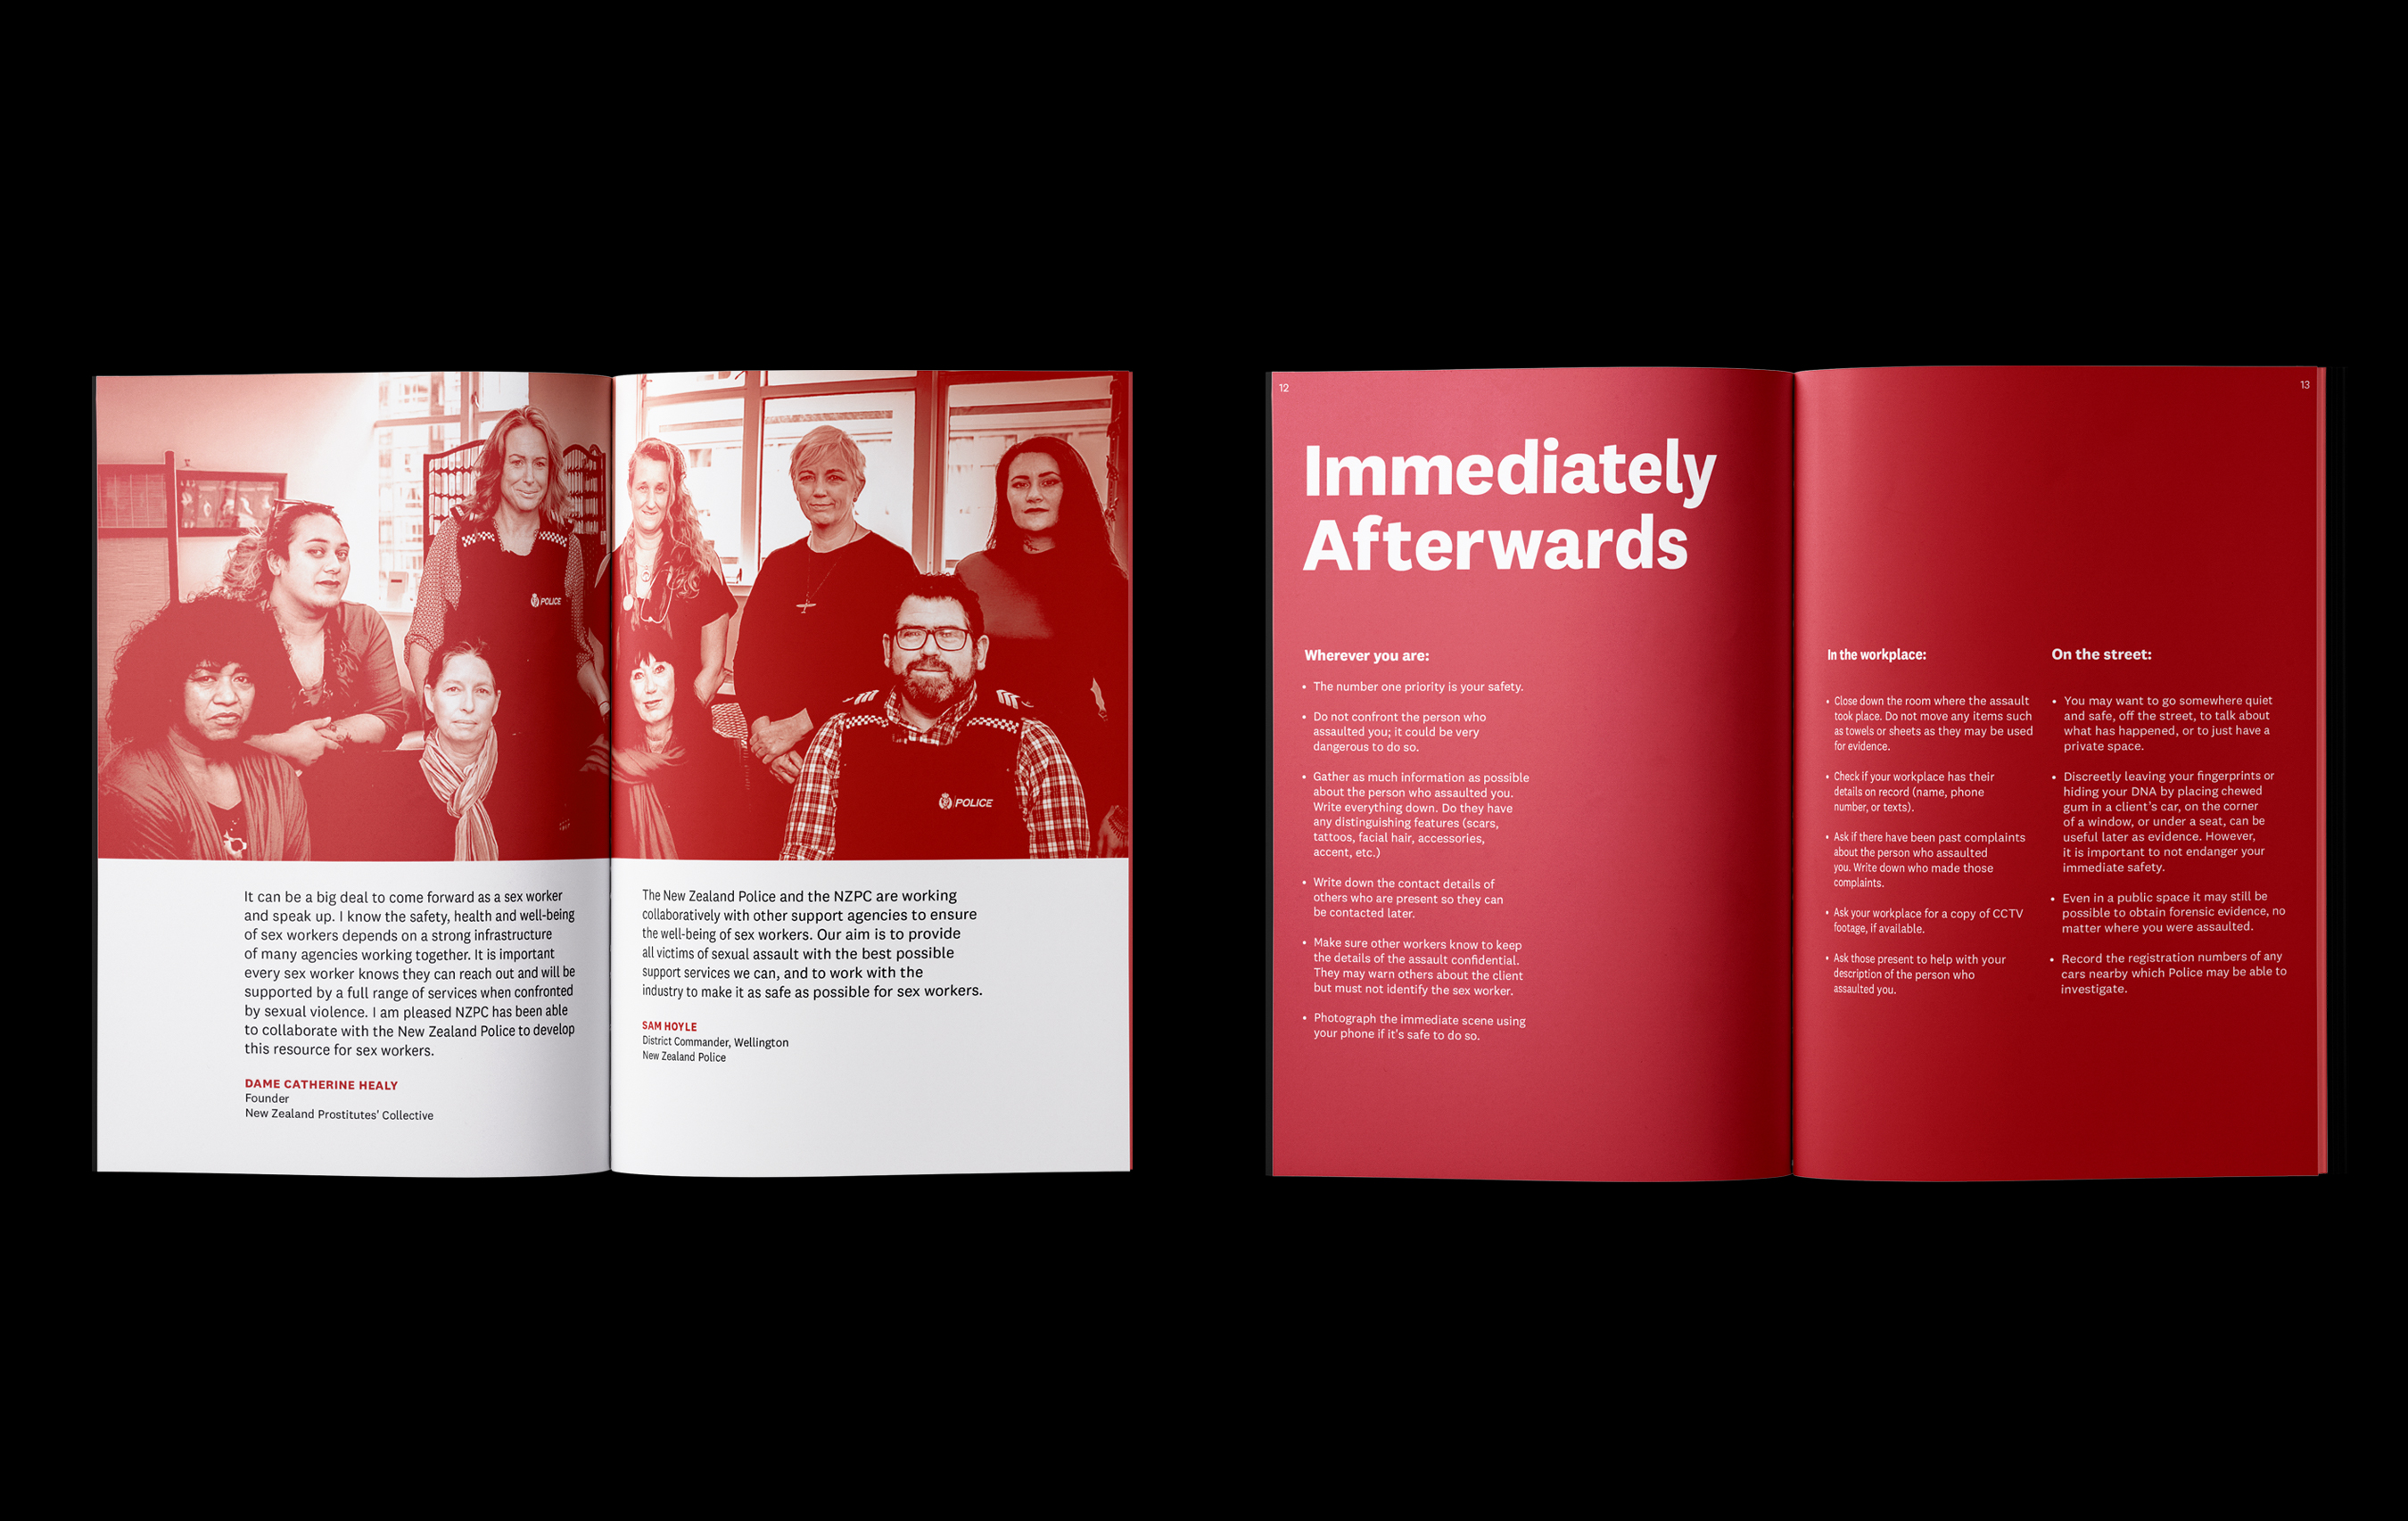 POLICE
POLICE
It can be a big deal to come forward as a sex worker
and speak up. I know the safety, health and well-being
of sex workers depends on a strong infrastructure
of many agencies working together. It is important
every sex worker knows they can reach out and will be
supported by a full range of services when confronted
by sexual violence. I am pleased NZPC has been able
to collaborate with the New Zealand Police to develop
this resource for sex workers.
DAME CATHERINE HEALY
Founder
New Zealand Prostitutes' Collective
The New Zealand Police and the NZPC are working
collaboratively with other support agencies to ensure
the well-being of sex workers. Our aim is to provide
all victims of sexual assault with the best possible
support services we can, and to work with the
industry to make it as safe as possible for sex workers.
SAM HOYLE
District Commander, Wellington
New Zealand Police
12
Immediately
Afterwards
Wherever you are:
• The number one priority is your safety.
• Do not confront the person who
assaulted you; it could be very
dangerous to do so.
• Gather as much information as possible
about the person who assaulted you.
Write everything down. Do they have
any distinguishing features (scars,
tattoos, facial hair, accessories,
accent, etc.)
• Write down the contact details of
others who are present so they can
be contacted later.
• Make sure other workers know to keep
the details of the assault confidential.
They may warn others about the client
but must not identify the sex worker.
• Photograph the immediate scene using
your phone if it's safe to do so.
13
In the workplace:
• Close down the room where the assault
took place. Do not move any items such
as towels or sheets as they may be used
for evidence.
• Check if your workplace has their
details on record (name, phone
number, or texts).
• Ask if there have been past complaints
about the person who assaulted
you. Write down who made those
complaints.
• Ask your workplace for a copy of CCTV
footage, if available.
• Ask those present to help with your
description of the person who
assaulted you.
On the street:
• You may want to go somewhere quiet
and safe, off the street, to talk about
what has happened, or to just have a
private space.
• Discreetly leaving your fingerprints or
hiding your DNA by placing chewed
gum in a client's car, on the corner
of a window, or under a seat, can be
useful later as evidence. However,
it is important to not endanger your
immediate safety.
• Even in a public space it may still be
possible to obtain forensic evidence, no
matter where you were assaulted.
• Record the registration numbers of any
cars nearby which Police may be able to
investigate.